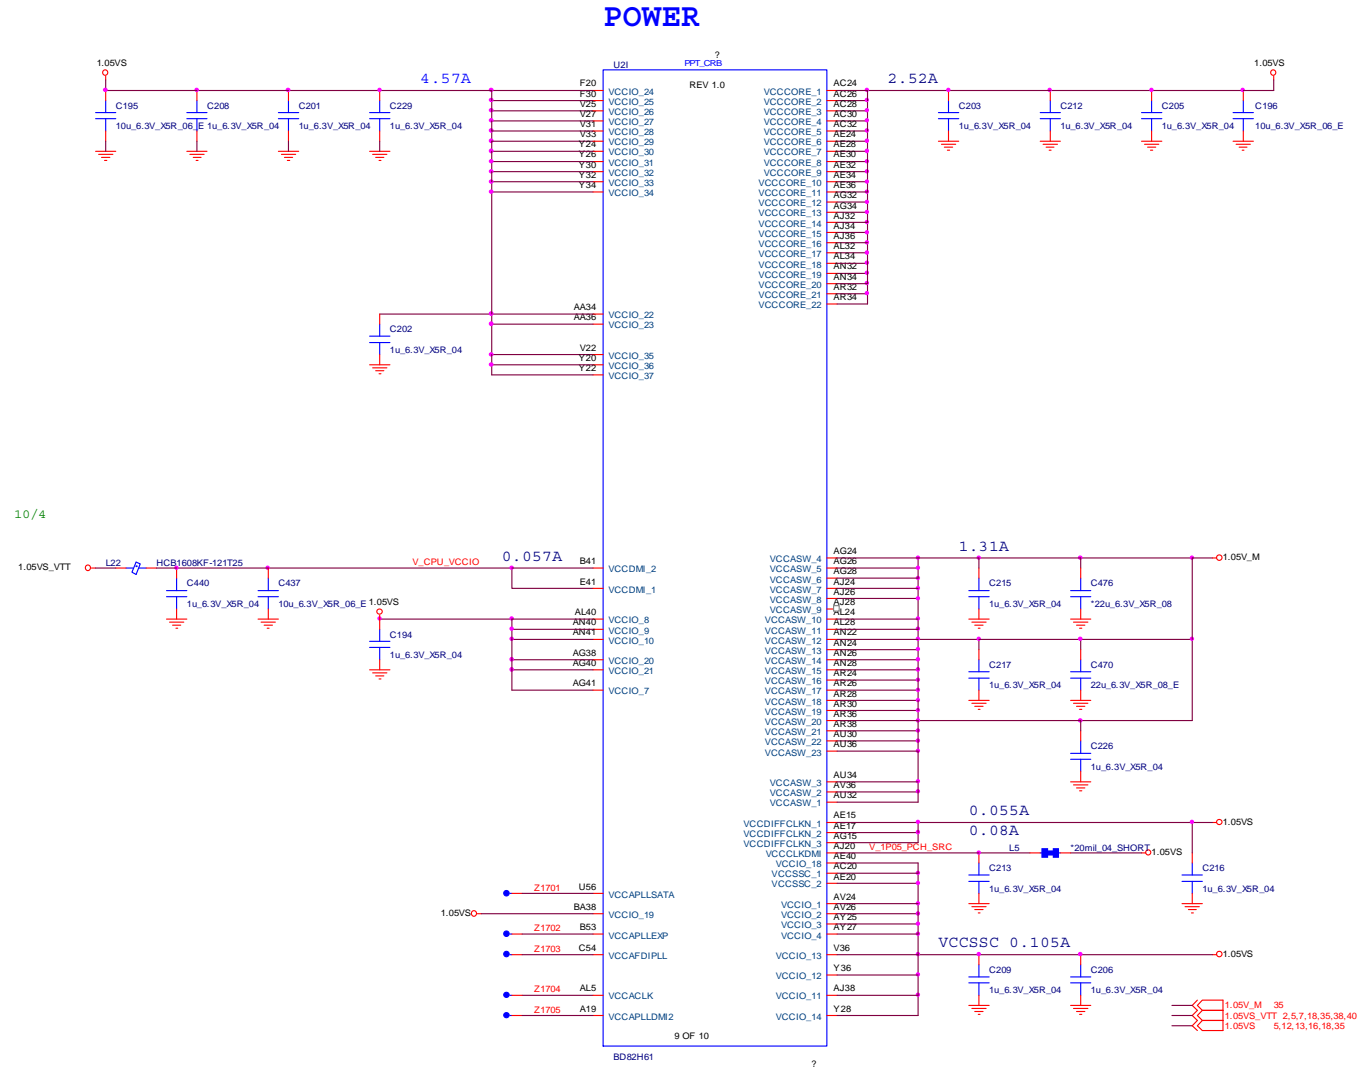 POWER
?
U2I
PPT_CRB
REV 1.0
1.05VS
4.57A
C195
10u_6.3V_X5R_06_E
C208
1u_6.3V_X5R_04
C201
1u_6.3V_X5R_04
C229
1u_6.3V_X5R_04
F20 VCCIO_24
F30 VCCIO_25
V25 VCCIO_26
V27 VCCIO_27
V31 VCCIO_28
V33 VCCIO_29
Y24 VCCIO_30
Y26 VCCIO_31
Y30 VCCIO_32
Y32 VCCIO_33
Y34 VCCIO_34
AA34 VCCIO_22
AA36 VCCIO_23
C202
1u_6.3V_X5R_04
V22 VCCIO_35
Y20 VCCIO_36
Y22 VCCIO_37
2.52A
1.05VS
VCCCORE_1 AC24
VCCCORE_2 AC26
VCCCORE_3 AC28
VCCCORE_4 AC30
VCCCORE_5 AC32
VCCCORE_6 AE24
VCCCORE_7 AE28
VCCCORE_8 AE30
VCCCORE_9 AE32
VCCCORE_10 AE34
VCCCORE_11 AE36
VCCCORE_12 AG32
VCCCORE_13 AG34
VCCCORE_14 AJ32
VCCCORE_15 AJ34
VCCCORE_16 AJ36
VCCCORE_17 AL32
VCCCORE_18 AL34
VCCCORE_19 AN32
VCCCORE_20 AN34
VCCCORE_21 AR32
VCCCORE_22 AR34
C203
1u_6.3V_X5R_04
C212
1u_6.3V_X5R_04
C205
1u_6.3V_X5R_04
C196
10u_6.3V_X5R_06_E
10/4
1.05VS_VTT
L22
HCB1608KF-121T25
V_CPU_VCCIO
0.057A
C440
1u_6.3V_X5R_04
C437
10u_6.3V_X5R_06_E
1.05VS
C194
1u_6.3V_X5R_04
B41 VCCDMI_2
E41 VCCDMI_1
AL40 VCCIO_8
AN40 VCCIO_9
AN41 VCCIO_10
AG38 VCCIO_20
AG40 VCCIO_21
AG41 VCCIO_7
1.31A
1.05V_M
VCCASW_4 AG24
VCCASW_5 AG26
VCCASW_6 AG28
VCCASW_7 AJ24
VCCASW_8 AJ26
VCCASW_9 AJ28
VCCASW_10 AL24
VCCASW_11 AL28
VCCASW_12 AN22
VCCASW_13 AN24
VCCASW_14 AN26
VCCASW_15 AN28
VCCASW_16 AR24
VCCASW_17 AR26
VCCASW_18 AR28
VCCASW_19 AR30
VCCASW_20 AR36
VCCASW_21 AR38
VCCASW_22 AU30
VCCASW_23 AU36
VCCASW_3 AU34
VCCASW_2 AV36
VCCASW_1 AU32
C215
1u_6.3V_X5R_04
C476
*22u_6.3V_X5R_08
C217
1u_6.3V_X5R_04
C470
22u_6.3V_X5R_08_E
C226
1u_6.3V_X5R_04
0.055A
1.05VS
0.08A
VCCDIFFCLKN_1 AE15
VCCDIFFCLKN_2 AE17
VCCDIFFCLKN_3 AG15
VCCCLKDMI AJ20
V_1P05_PCH_SRC
L5
*20mil_04_SHORT
1.05VS
VCCIO_18 AE40
VCCSSC_1 AC20
VCCSSC_2 AE20
C213
1u_6.3V_X5R_04
C216
1u_6.3V_X5R_04
VCCIO_1 AV24
VCCIO_2 AV26
VCCIO_3 AY25
VCCIO_4 AY27
VCCSSC 0.105A
1.05VS
VCCIO_13 V36
VCCIO_12 Y36
VCCIO_11 AJ38
VCCIO_14 Y28
C209
1u_6.3V_X5R_04
C206
1u_6.3V_X5R_04
Z1701 U56 VCCAPLLSATA
1.05VS BA38 VCCIO_19
Z1702 B53 VCCAPLLEXP
Z1703 C54 VCCAFDIPLL
Z1704 AL5 VCCACLK
Z1705 A19 VCCAPLLDMI2
9 OF 10
BD82H61
?
1.05V_M 35
1.05VS_VTT 2,5,7,18,35,38,40
1.05VS 5,12,13,16,18,35